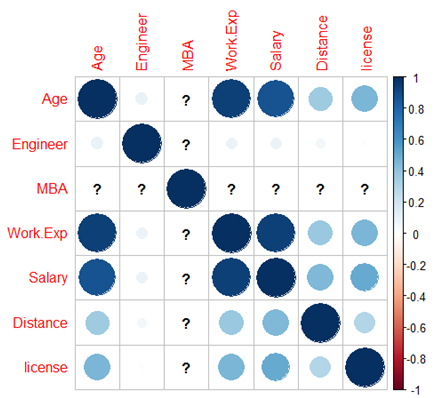 Age Engineer MBA Work.Exp Salary Distance license
Age ? 1
0.8
Engineer ? 0.6
0.4
MBA ? ? ? ? ? ?
0.2
Work.Exp ? 0
-0.2
Salary ? -0.4
Distance ? -0.6
-0.8
license ? -1